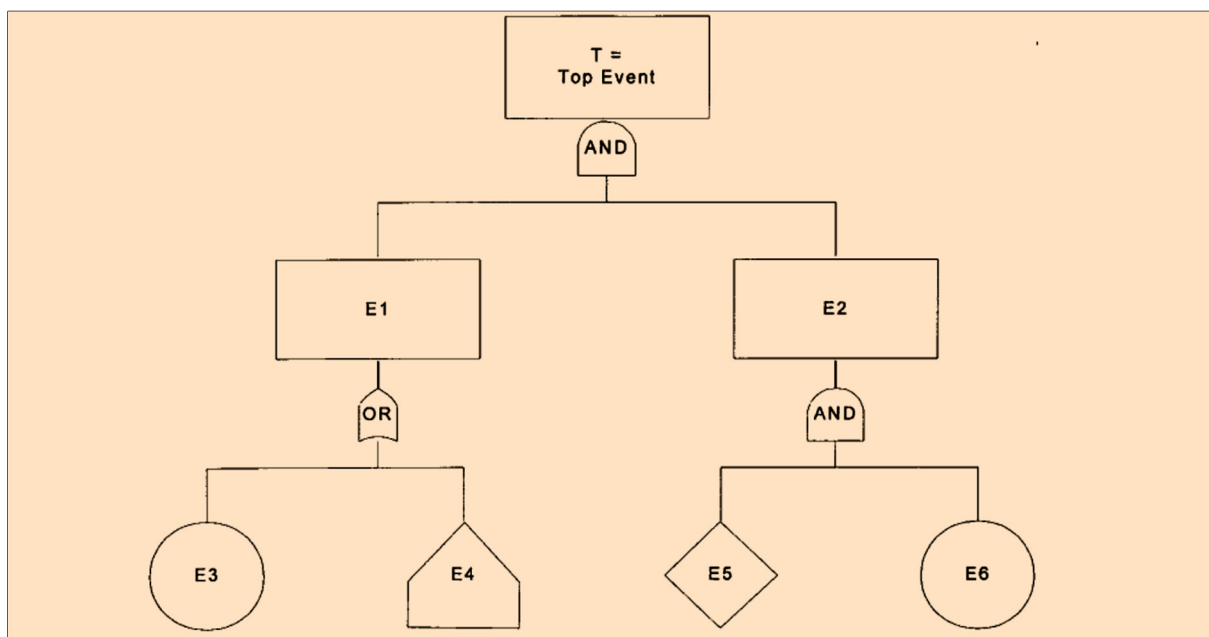 T =
Top Event
AND
E1
E2
OR
AND
E3
E4
E5
E6